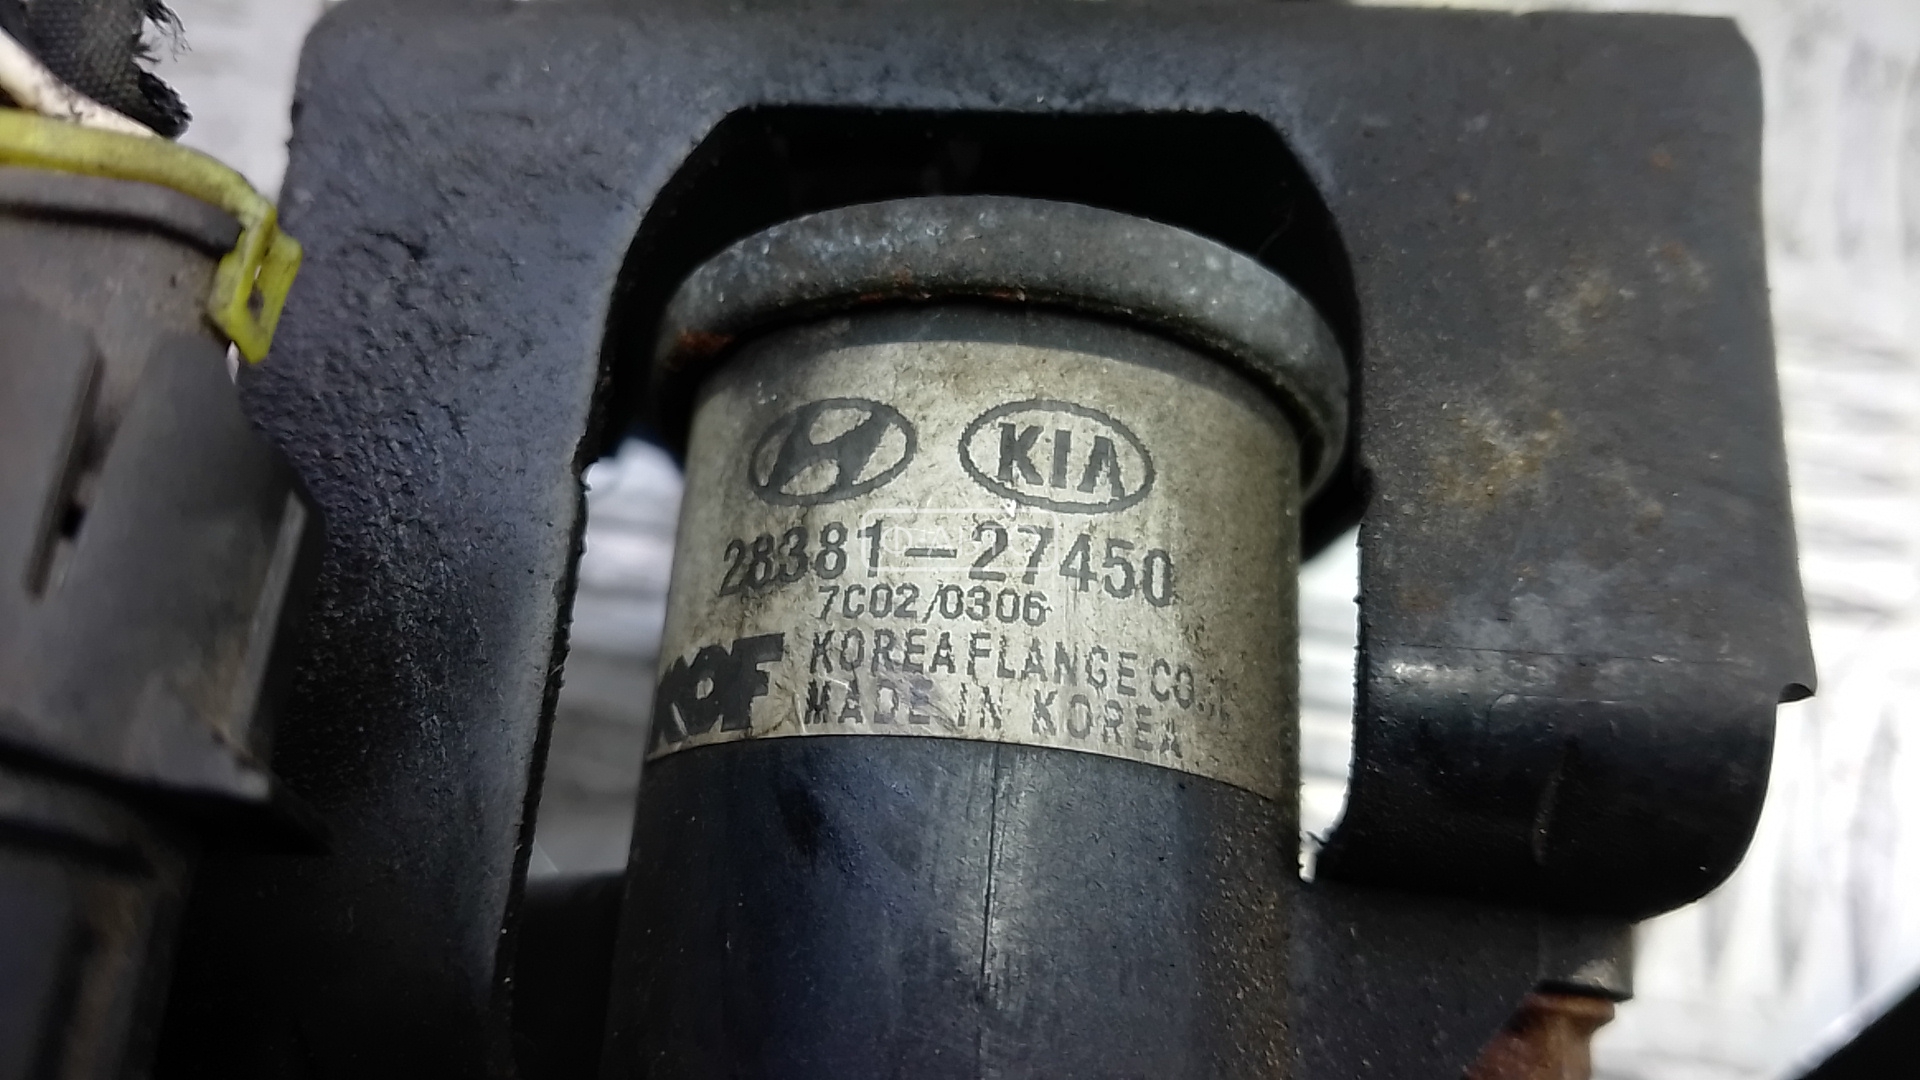 KIA
28381-27450
7C02/0306
KOF KOREA FLANGE CO.,
MADE IN KOREA